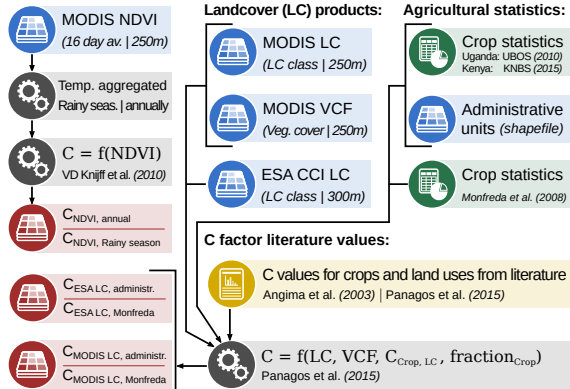 MODIS NDVI
(16 day av. | 250m)
Temp. aggregated
Rainy seas. | annually
C = f(NDVI)
VD Knijff et al. (2010)
CNDVI, annual
CNDVI, Rainy season
CESA LC, administr.
CESA LC, Monfreda
CMODIS LC, administr.
CMODIS LC, Monfreda
Landcover (LC) products:
MODIS LC
(LC class | 250m)
MODIS VCF
(Veg. cover | 250m)
ESA CCI LC
(LC class | 300m)
Agricultural statistics:
Crop statistics
Uganda: UBOS (2010)
Kenya: KNBS (2015)
Administrative
units (shapefile)
Crop statistics
Monfreda et al. (2008)
C factor literature values:
C values for crops and land uses from literature
Angima et al. (2003) | Panagos et al. (2015)
C = f(LC, VCF, CCrop, LC, fractionCrop)
Panagos et al. (2015)